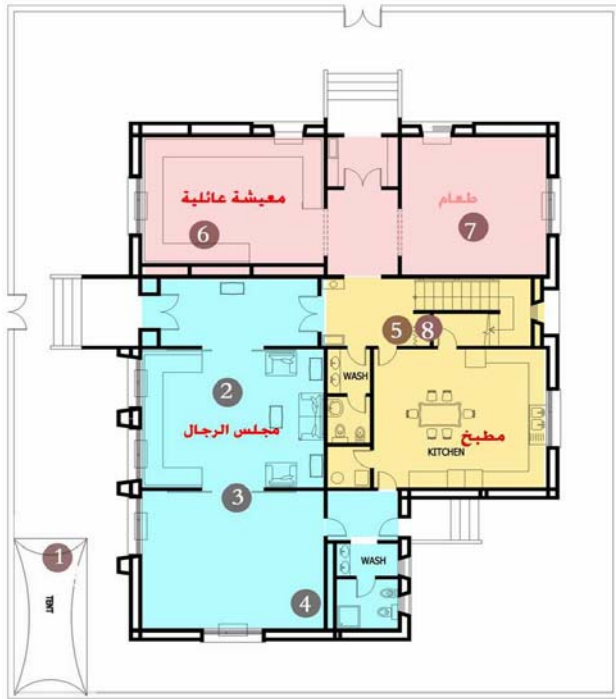 معيشة عائلية
طعام
6
7
5
8
WASH
2
مجلس الرجال
مطبخ
KITCHEN
3
1
WASH
TENT
4